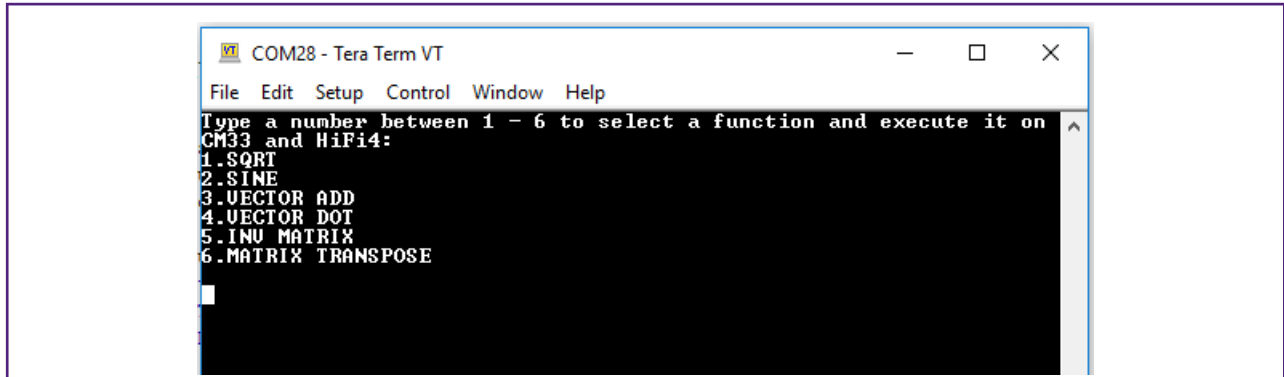 COM28 - Tera Term VT
File Edit Setup Control Window Help
Type a number between 1 - 6 to select a function and execute it on
CM33 and HiFi4:
1.SQRT
2.SINE
3.VECTOR ADD
4.VECTOR DOT
5.INV MATRIX
6.MATRIX TRANSPOSE